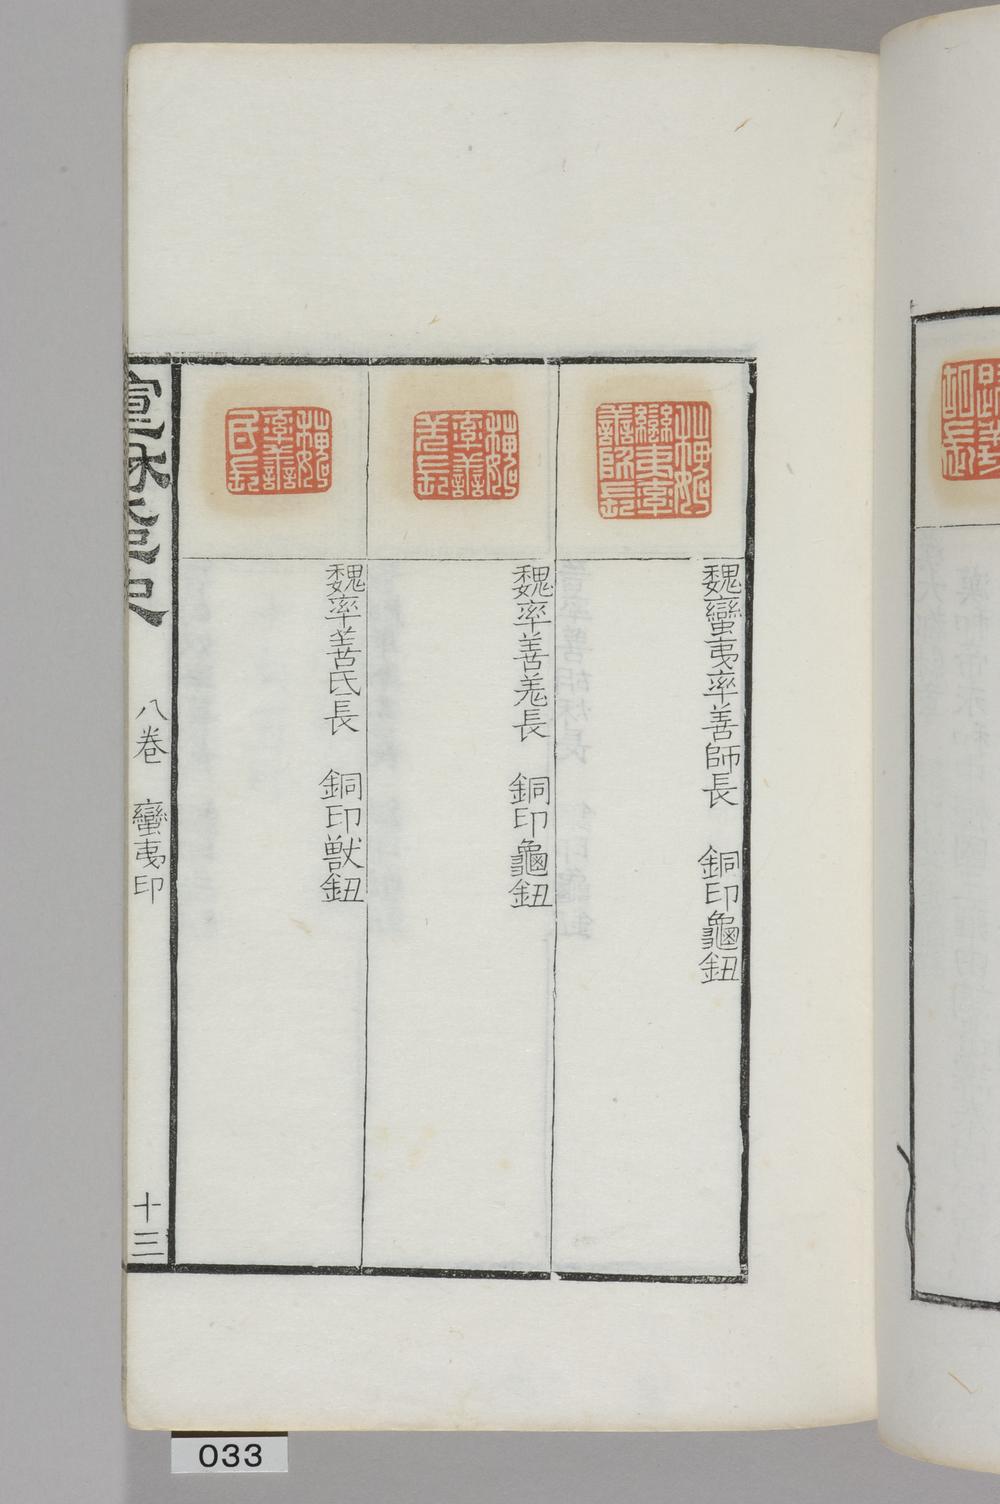 魏蠻夷率善師長　銅印龜鈕
魏率善羗長　銅印龜鈕
魏率善氐長　銅印獸鈕
八卷　蠻夷印
十三
033